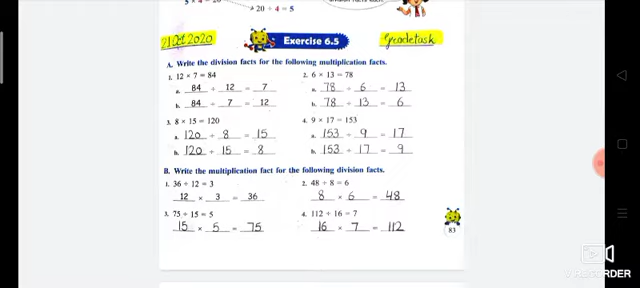 ÷ 20 ÷ 4 = 5
21 Oct 2020
Exercise 6.5
A. Write the division facts for the following multiplication facts.
1. 12 × 7 = 84
a. 84 ÷ 12 = 7
b. 84 ÷ 7 = 12
2. 6 × 13 = 78
a. 78 ÷ 6 = 13
b. 78 ÷ 13 = 6
3. 8 × 15 = 120
a. 120 ÷ 8 = 15
b. 120 ÷ 15 = 8
4. 9 × 17 = 153
a. 153 ÷ 9 = 17
b. 153 ÷ 17 = 9
B. Write the multiplication fact for the following division facts.
1. 36 ÷ 12 = 3
12 × 3 = 36
2. 48 ÷ 8 = 6
8 × 6 = 48
3. 75 ÷ 15 = 5
15 × 5 = 75
4. 112 ÷ 16 = 7
16 × 7 = 112
83
RECORDER